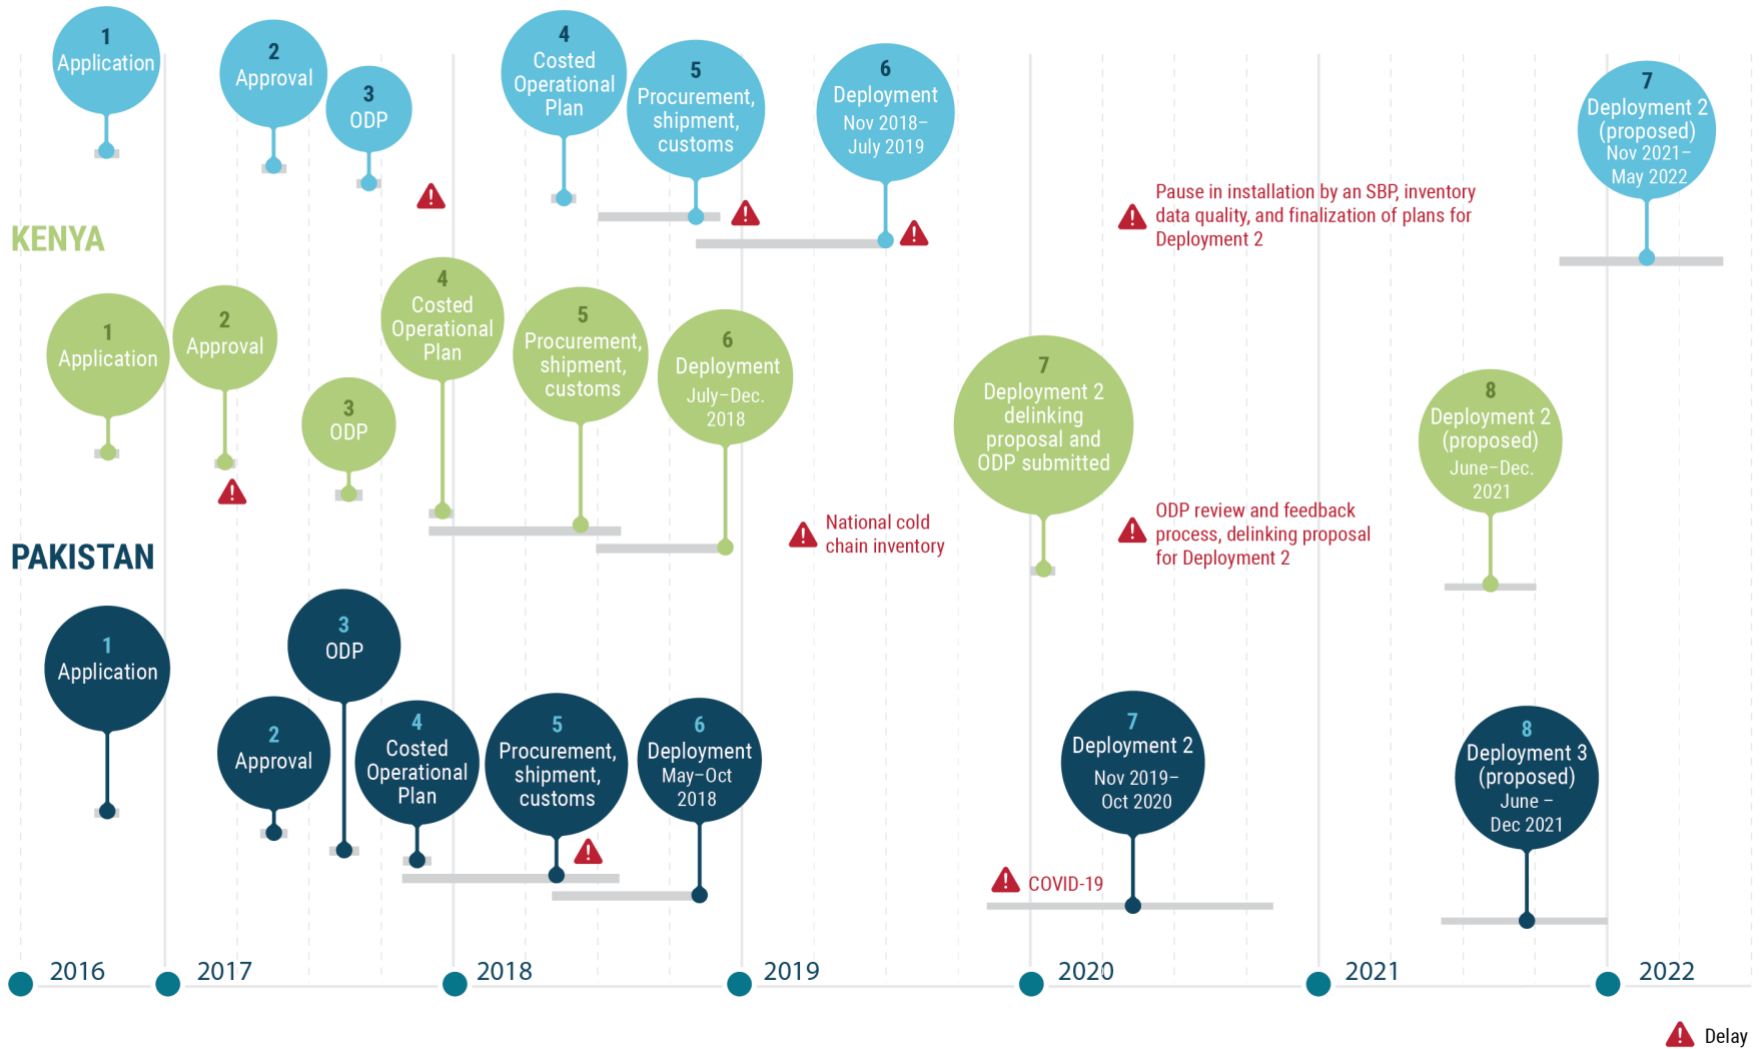 1
Application
2
Approval
3
ODP
4
Costed
Operational
Plan
5
Procurement,
shipment,
customs
6
Deployment
Nov 2018–
July 2019
Pause in installation by an SBP, inventory
data quality, and finalization of plans for
Deployment 2
7
Deployment 2
(proposed)
Nov 2021–
May 2022
KENYA
1
Application
2
Approval
3
ODP
4
Costed
Operational
Plan
5
Procurement,
shipment,
customs
6
Deployment
July–Dec.
2018
National cold
chain inventory
7
Deployment 2
delinking
proposal and
ODP submitted
ODP review and feedback
process, delinking proposal
for Deployment 2
8
Deployment 2
(proposed)
June–Dec.
2021
PAKISTAN
1
Application
2
Approval
3
ODP
4
Costed
Operational
Plan
5
Procurement,
shipment,
customs
6
Deployment
May–Oct
2018
COVID-19
7
Deployment 2
Nov 2019–
Oct 2020
8
Deployment 3
(proposed)
June –
Dec 2021
2016
2017
2018
2019
2020
2021
2022
Delay